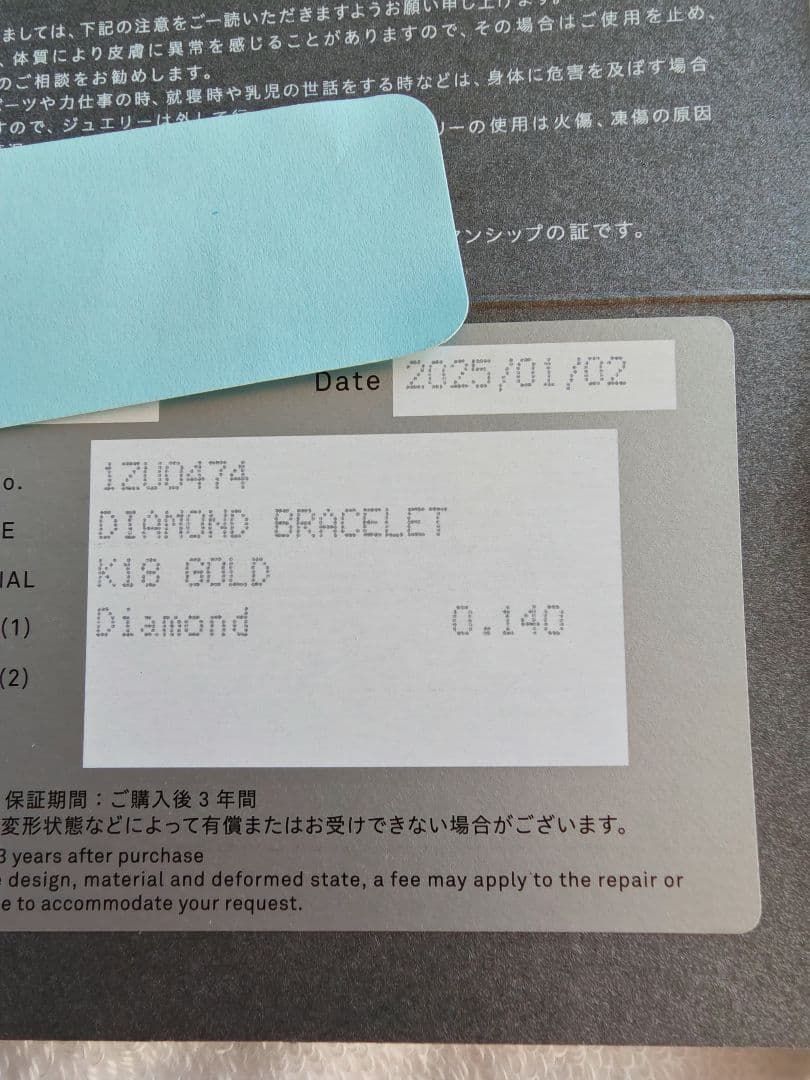 ましては、下記の注意をご一読いただきますようお願い申し上げます。
、体質により皮膚に異常を感じることがありますので、その場合はご使用を止め、
のご相談をお勧めします。
ーツや力仕事の時、就寝時や乳児の世話をする時などは、身体に危害を及ぼす場合
すので、ジュエリーは外して
リーの使用は火傷、凍傷の原因
ンシップの証です。
Date 2025/01/02
o. 1ZU0474
E DIAMOND BRACELET
IAL K18 GOLD
(1) Diamond 0.140
(2)
保証期間：ご購入後3年間
変形状態などによって有償またはお受けできない場合がございます。
3 years after purchase
e design, material and deformed state, a fee may apply to the repair or
e to accommodate your request.